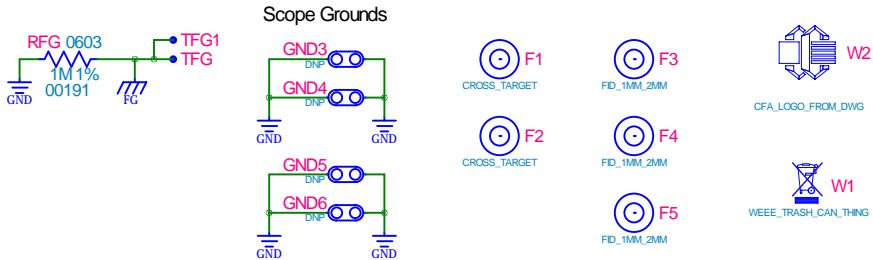 Scope Grounds
RFG 0603
1M 1%
00191
GND
FG
TFG1
TFG
GND3
DNP
GND4
DNP
GND
GND
GND5
DNP
GND6
DNP
GND
GND
F1
CROSS_TARGET
F2
CROSS_TARGET
F3
FID_1MM_2MM
F4
FID_1MM_2MM
F5
FID_1MM_2MM
W2
CFA_LOGO_FROM_DWG
W1
WEEE_TRASH_CAN_THING